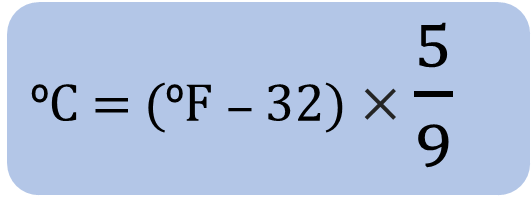 ºC = (ºF – 32) × 5/9